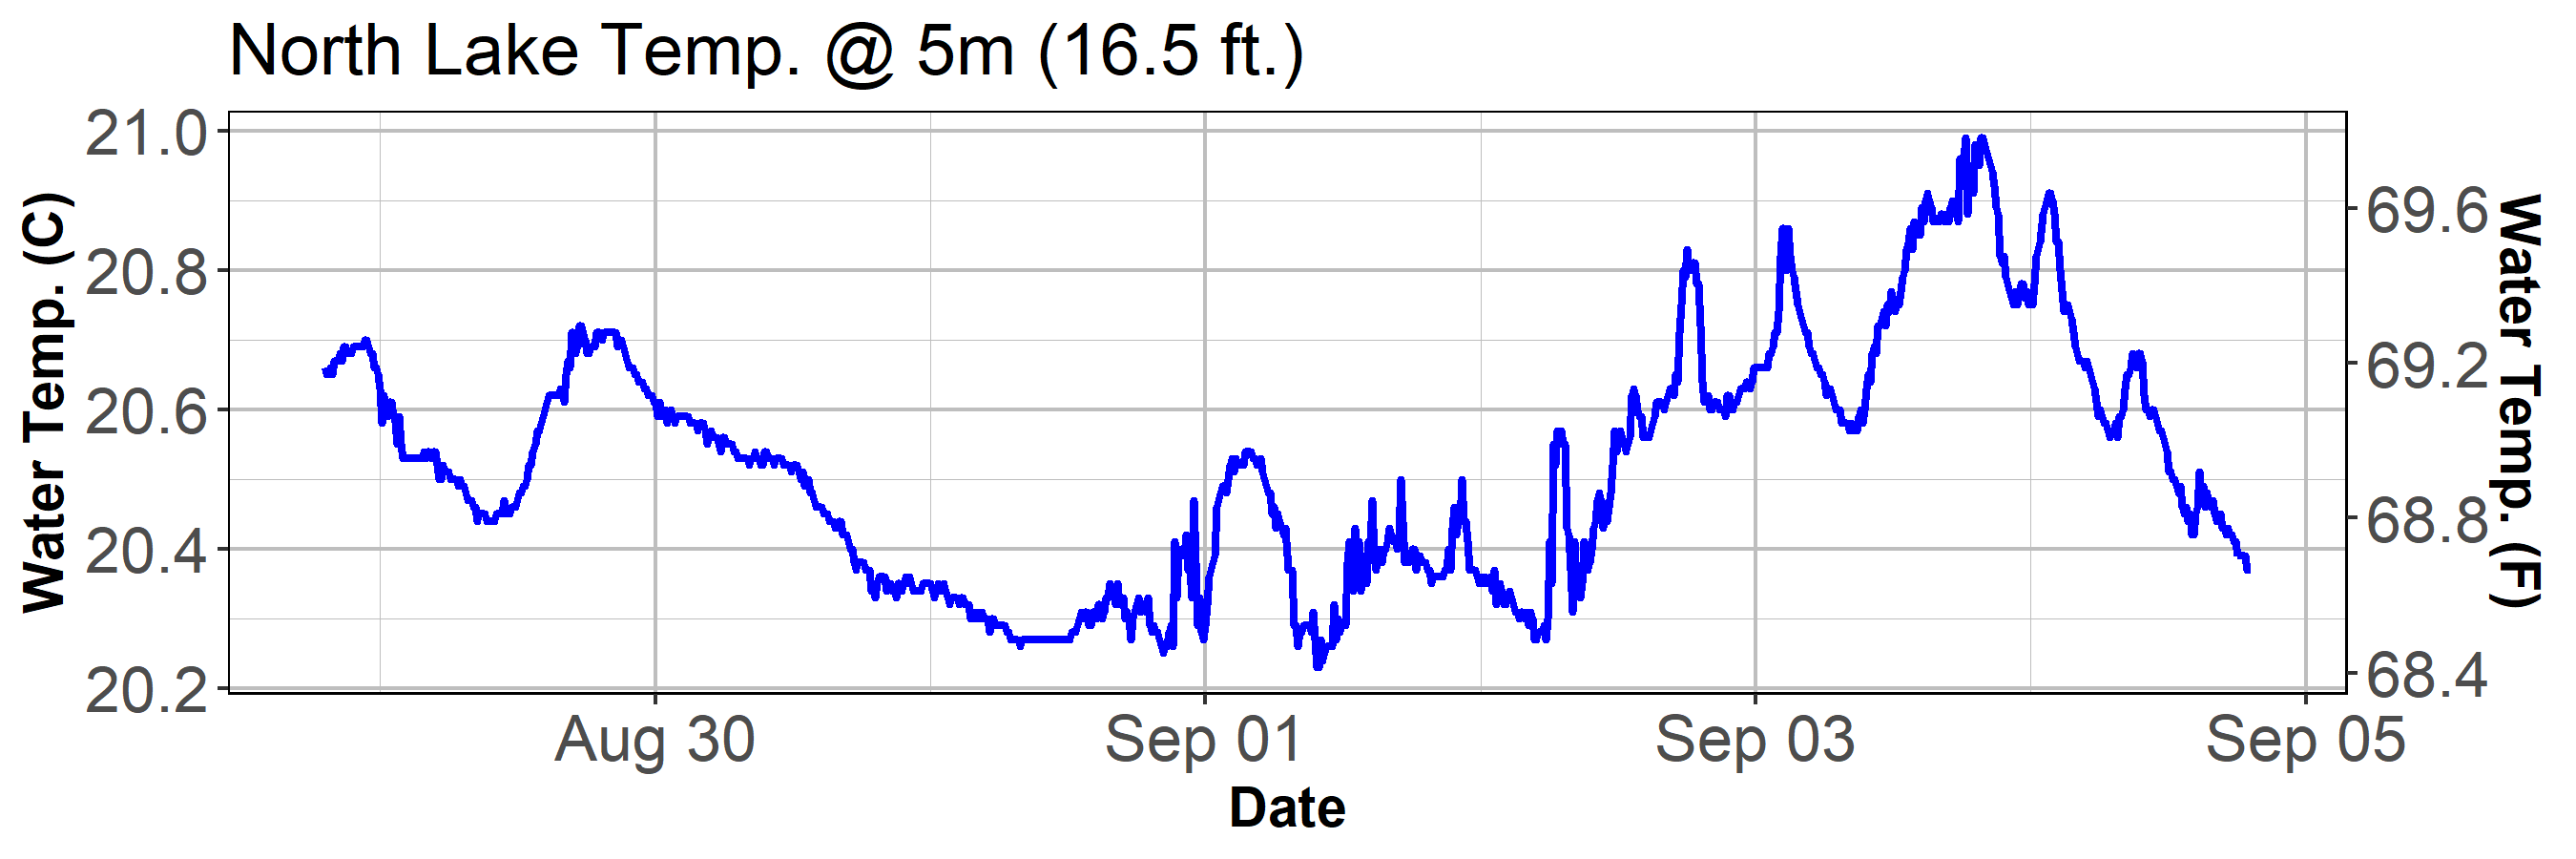 North Lake Temp. @ 5m (16.5 ft.)
Water Temp. (C)
21.0
20.8
20.6
20.4
20.2
69.6
69.2
68.8
68.4
Water Temp. (F)
Aug 30 Sep 01 Sep 03 Sep 05
Date